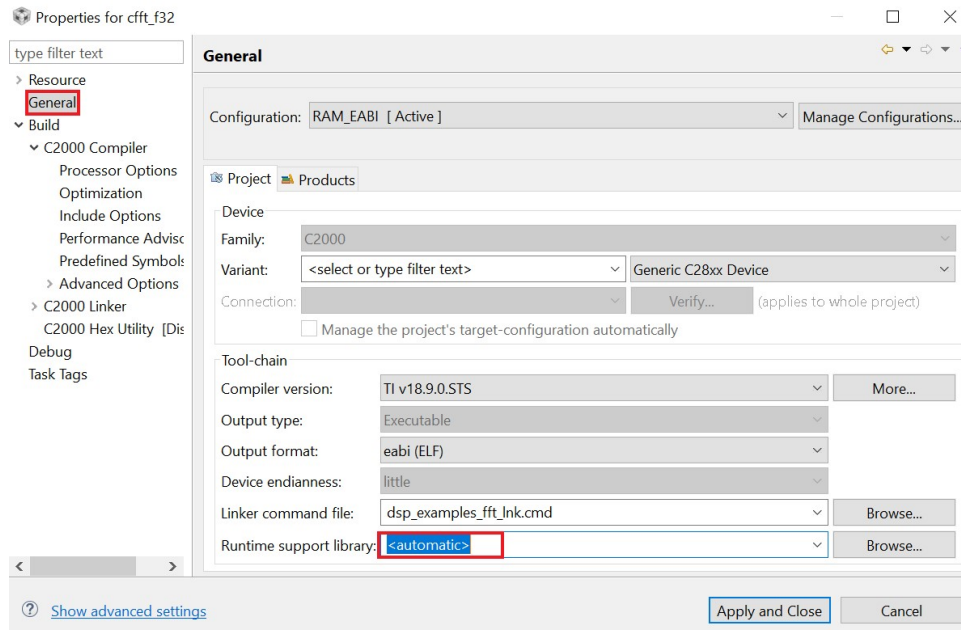 Properties for cfft_f32
type filter text
General
Resource
General
Configuration: RAM_EABI [ Active ] Manage Configurations...
Build
C2000 Compiler
Processor Options
Optimization
Include Options
Performance Advisc
Predefined Symbols
Advanced Options
C2000 Linker
C2000 Hex Utility [Dis
Debug
Task Tags
Project Products
Device
Family: C2000
Variant: <select or type filter text> Generic C28xx Device
Connection: Verify... (applies to whole project)
Manage the project's target-configuration automatically
Tool-chain
Compiler version: TI v18.9.0.STS More...
Output type: Executable
Output format: eabi (ELF)
Device endianness: little
Linker command file: dsp_examples_fft_lnk.cmd Browse...
Runtime support library: <automatic> Browse...
Show advanced settings Apply and Close Cancel